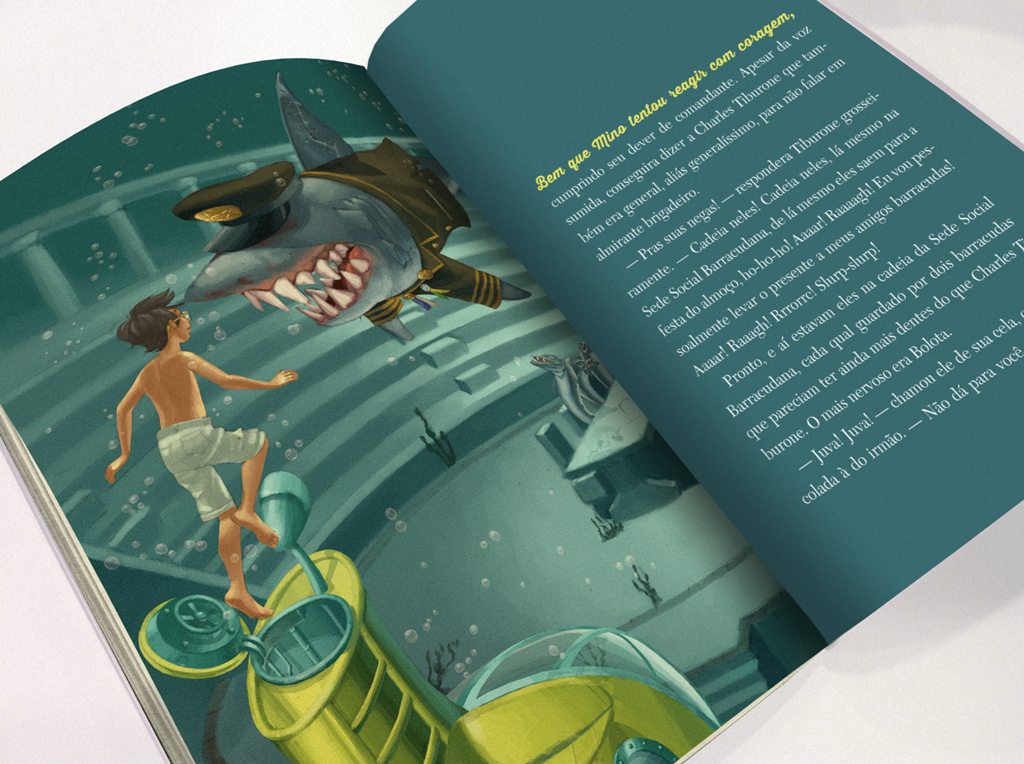 Bem que Mino tentou reagir com coragem,
cumprindo seu dever de comandante. Apesar da voz
sumida, conseguira dizer a Charles Tiburone que tam-
bém era general, aliás generalíssimo, para não falar em
almirante brigadeiro.
— Pras suas negas! — respondera Tiburone grossei-
ramente. — Cadeia neles! Cadeia neles, lá mesmo na
Sede Social Barracudana, de lá mesmo eles saem para a
festa do almoço, ho-ho-ho! Aaaar! Raaaagh! Eu vou pes-
soalmente levar o presente a meus amigos barracudas!
Aaaar! Raaagh! Rrrorre! Slurp-slurp!
Pronto, e aí estavam eles na cadeia da Sede Social
Barracudana, cada qual guardado por dois barracudas
que pareciam ter ainda mais dentes do que Charles Ti
burone. O mais nervoso era Bolota.
— Juva! Juva! — chamou ele de sua cela,
colada à do irmão. — Não dá para você